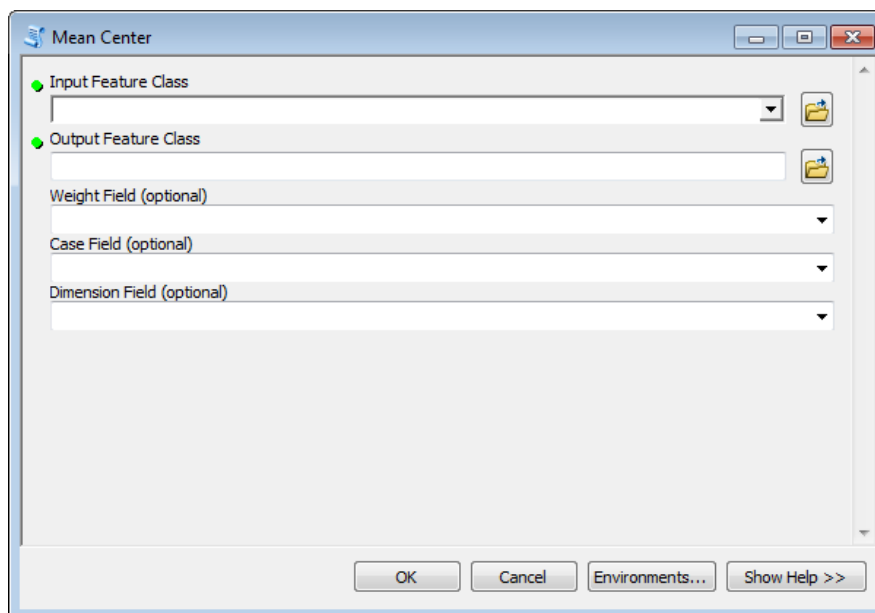 Mean Center
Input Feature Class
Output Feature Class
Weight Field (optional)
Case Field (optional)
Dimension Field (optional)
OK Cancel Environments... Show Help >>